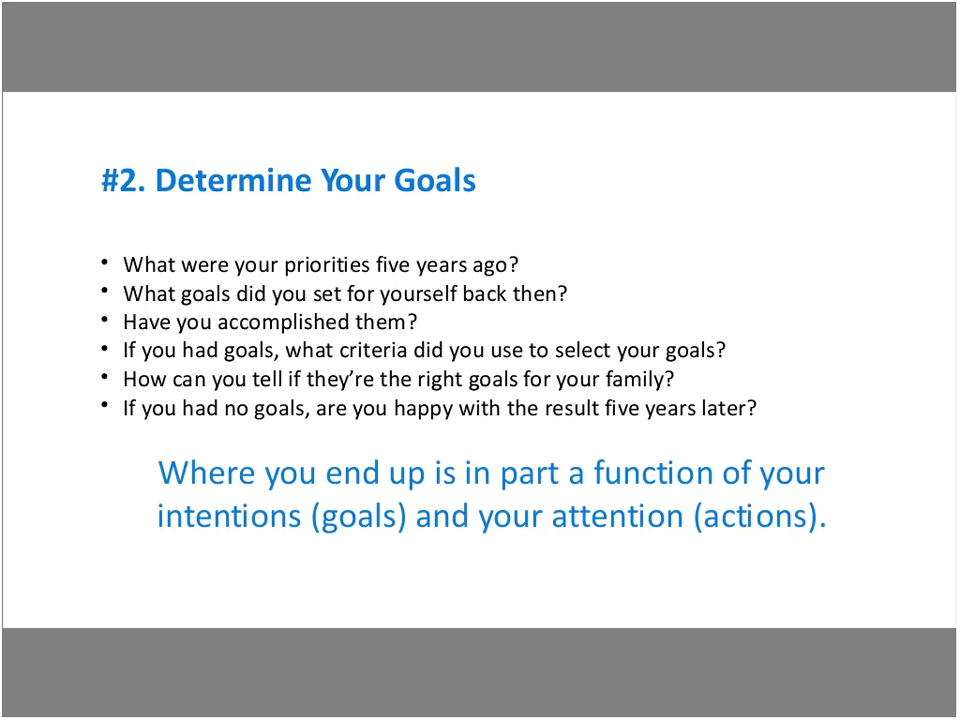 #2. Determine Your Goals
• What were your priorities five years ago?
• What goals did you set for yourself back then?
• Have you accomplished them?
• If you had goals, what criteria did you use to select your goals?
• How can you tell if they’re the right goals for your family?
• If you had no goals, are you happy with the result five years later?
Where you end up is in part a function of your
intentions (goals) and your attention (actions).